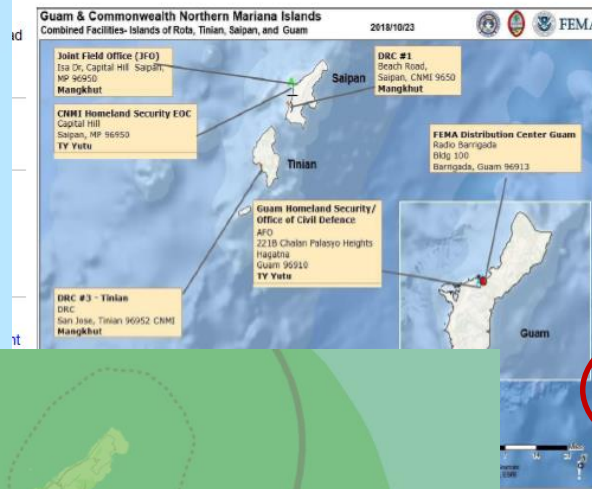 Guam & Commonwealth Northern Mariana Islands
Combined Facilities- Islands of Rota, Tinian, Saipan, and Guam
2018/10/23
FEMA
ad
Joint Field Office (JFO)
Isa Dr, Capital Hill Saipan,
MP 96950
Mangkhut
DRC #1
Beach Road,
Saipan, CNMI 9650
Mangkhut
Saipan
CNMI Homeland Security EOC
Capital Hill
Saipan, MP 96950
TY Yutu
FEMA Distribution Center Guam
Radio Barrigada
Bldg 100
Barrigada, Guam 96913
Tinian
Guam Homeland Security/
Office of Civil Defence
AFO
221B Chalan Palasyo Heights
Hagatna
Guam 96910
TY Yutu
DRC #3 - Tinian
DRC
San Jose, Tinian 96952 CNMI
Mangkhut
Guam
nt